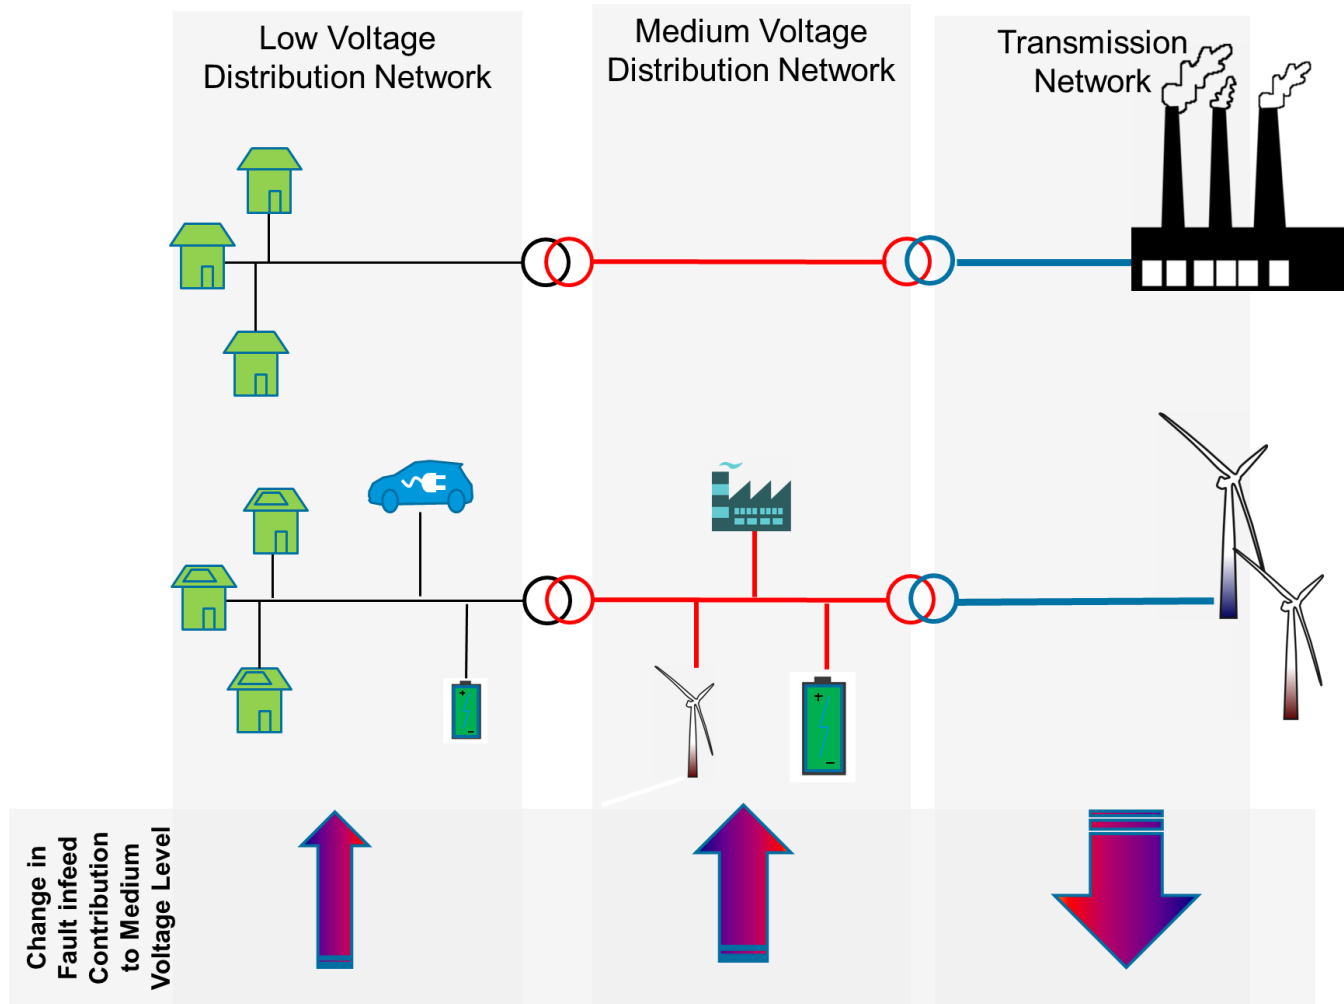 Low Voltage
Distribution Network
Medium Voltage
Distribution Network
Transmission
Network
+
-
+
-
Change in
Fault infeed
Contribution
to Medium
Voltage Level